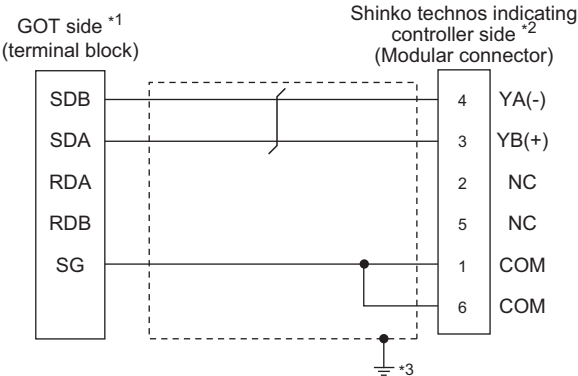 GOT side *1
(terminal block)
Shinko technos indicating
controller side *2
(Modular connector)
SDB
4
YA(-)
SDA
3
YB(+)
RDA
2
NC
RDB
5
NC
SG
1
COM
6
COM
*3